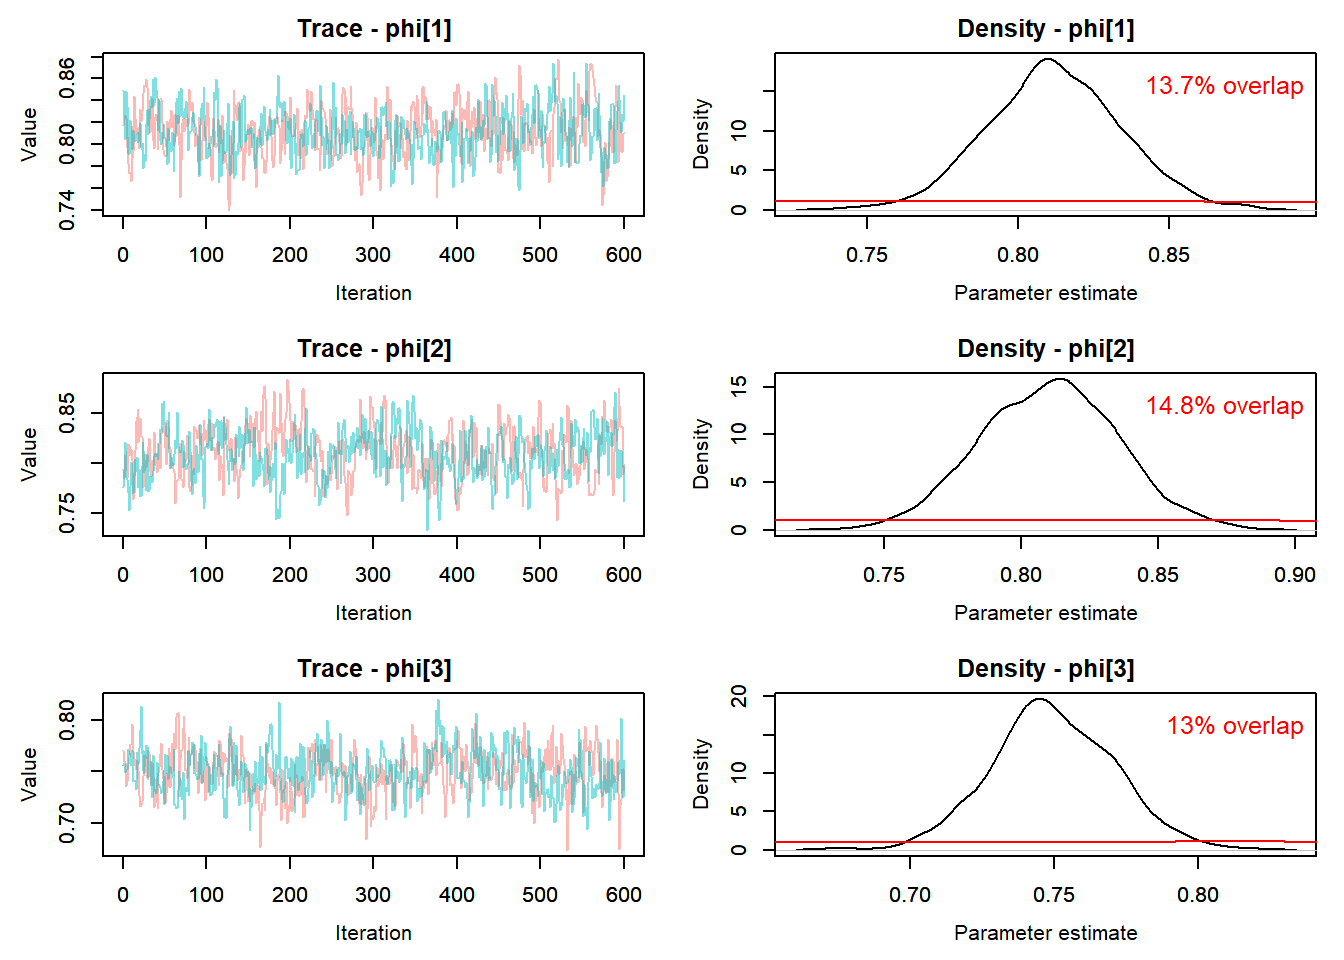 Trace - phi[1]
Value
0.74
0.80
0.86
0 100 200 300 400 500 600
Iteration
Density - phi[1]
13.7% overlap
Density
0
5
10
0.75 0.80 0.85
Parameter estimate
Trace - phi[2]
Value
0.75
0.85
0 100 200 300 400 500 600
Iteration
Density - phi[2]
14.8% overlap
Density
0
5
10
15
0.75 0.80 0.85 0.90
Parameter estimate
Trace - phi[3]
Value
0.70
0.80
0 100 200 300 400 500 600
Iteration
Density - phi[3]
13% overlap
Density
0
5
10
20
0.70 0.75 0.80
Parameter estimate